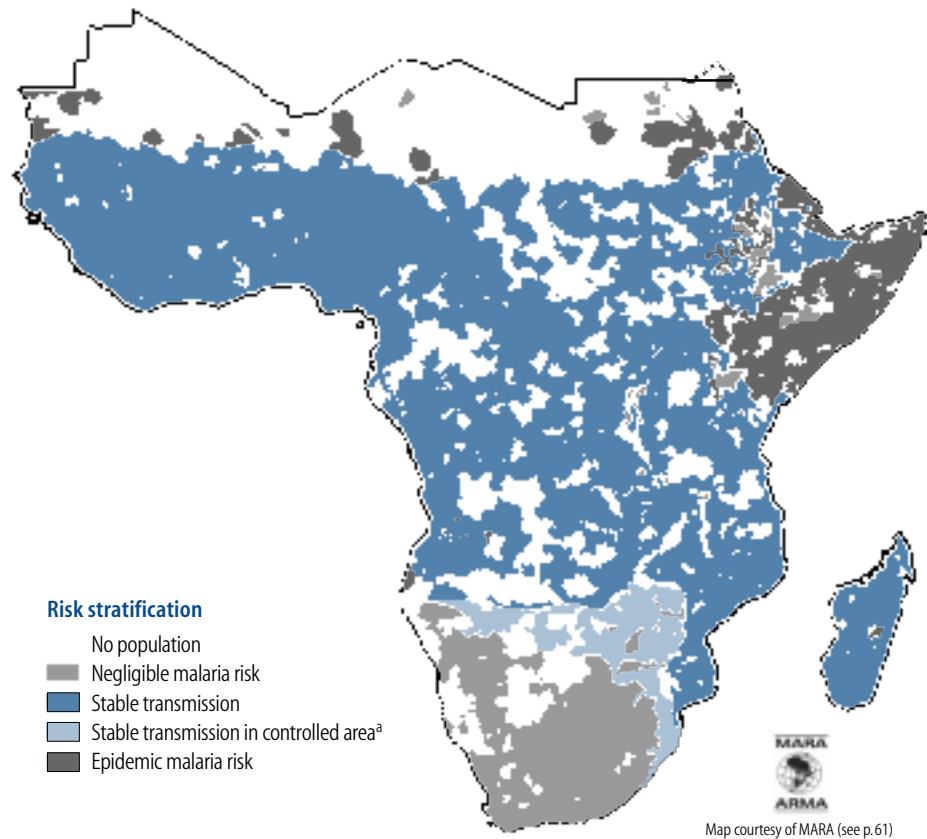 Risk stratification
No population
Negligible malaria risk
Stable transmission
Stable transmission in controlled areaᵃ
Epidemic malaria risk
MARA
ARMA
Map courtesy of MARA (see p.61)